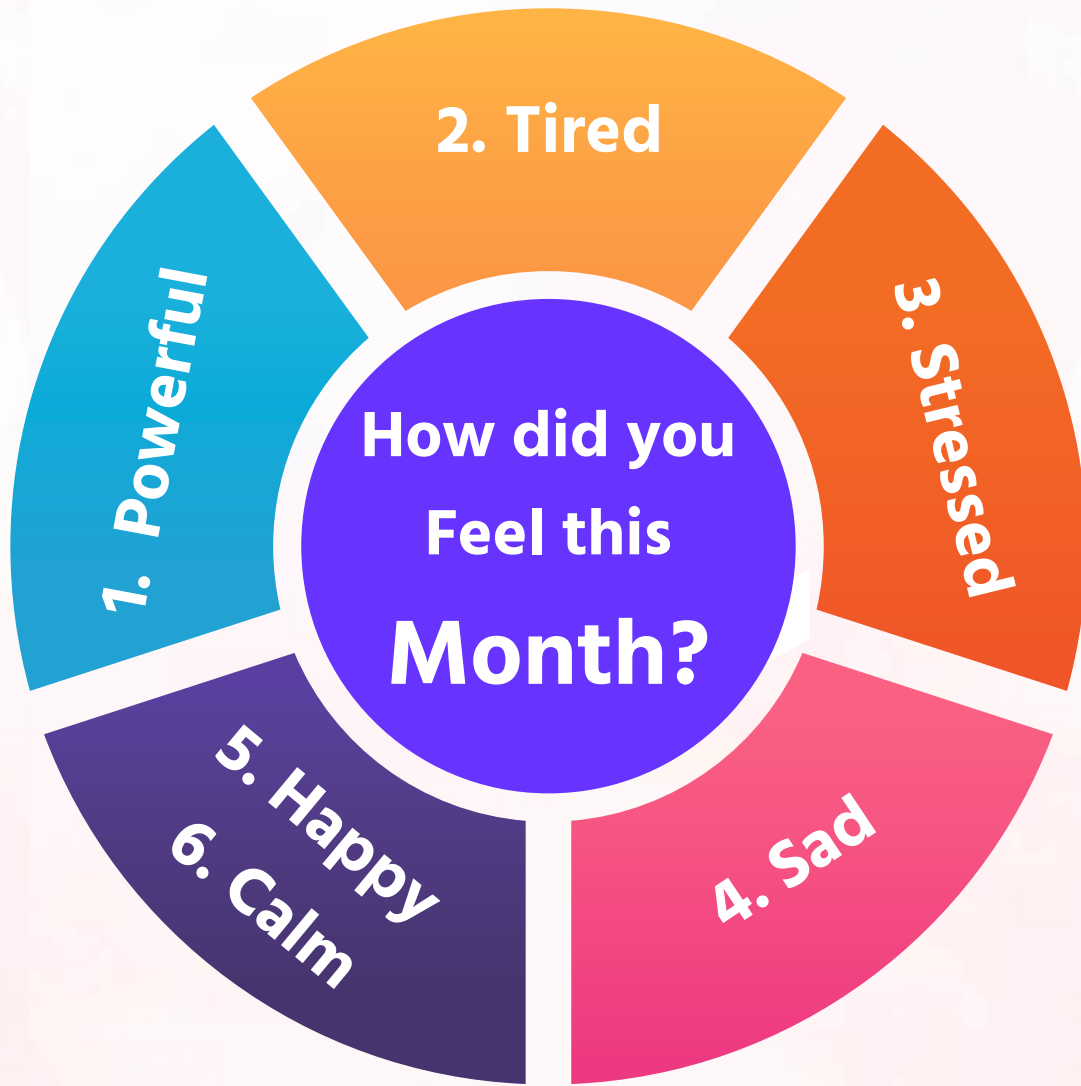 How did you
Feel this
Month?
1. Powerful
2. Tired
3. Stressed
4. Sad
5. Happy
6. Calm